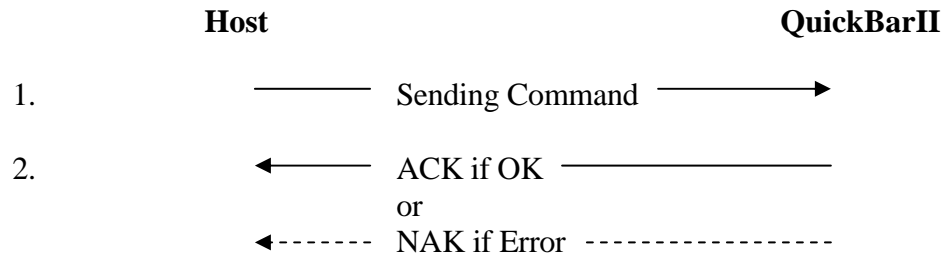 Host QuickBarII
1. Sending Command
2. ACK if OK
or
NAK if Error